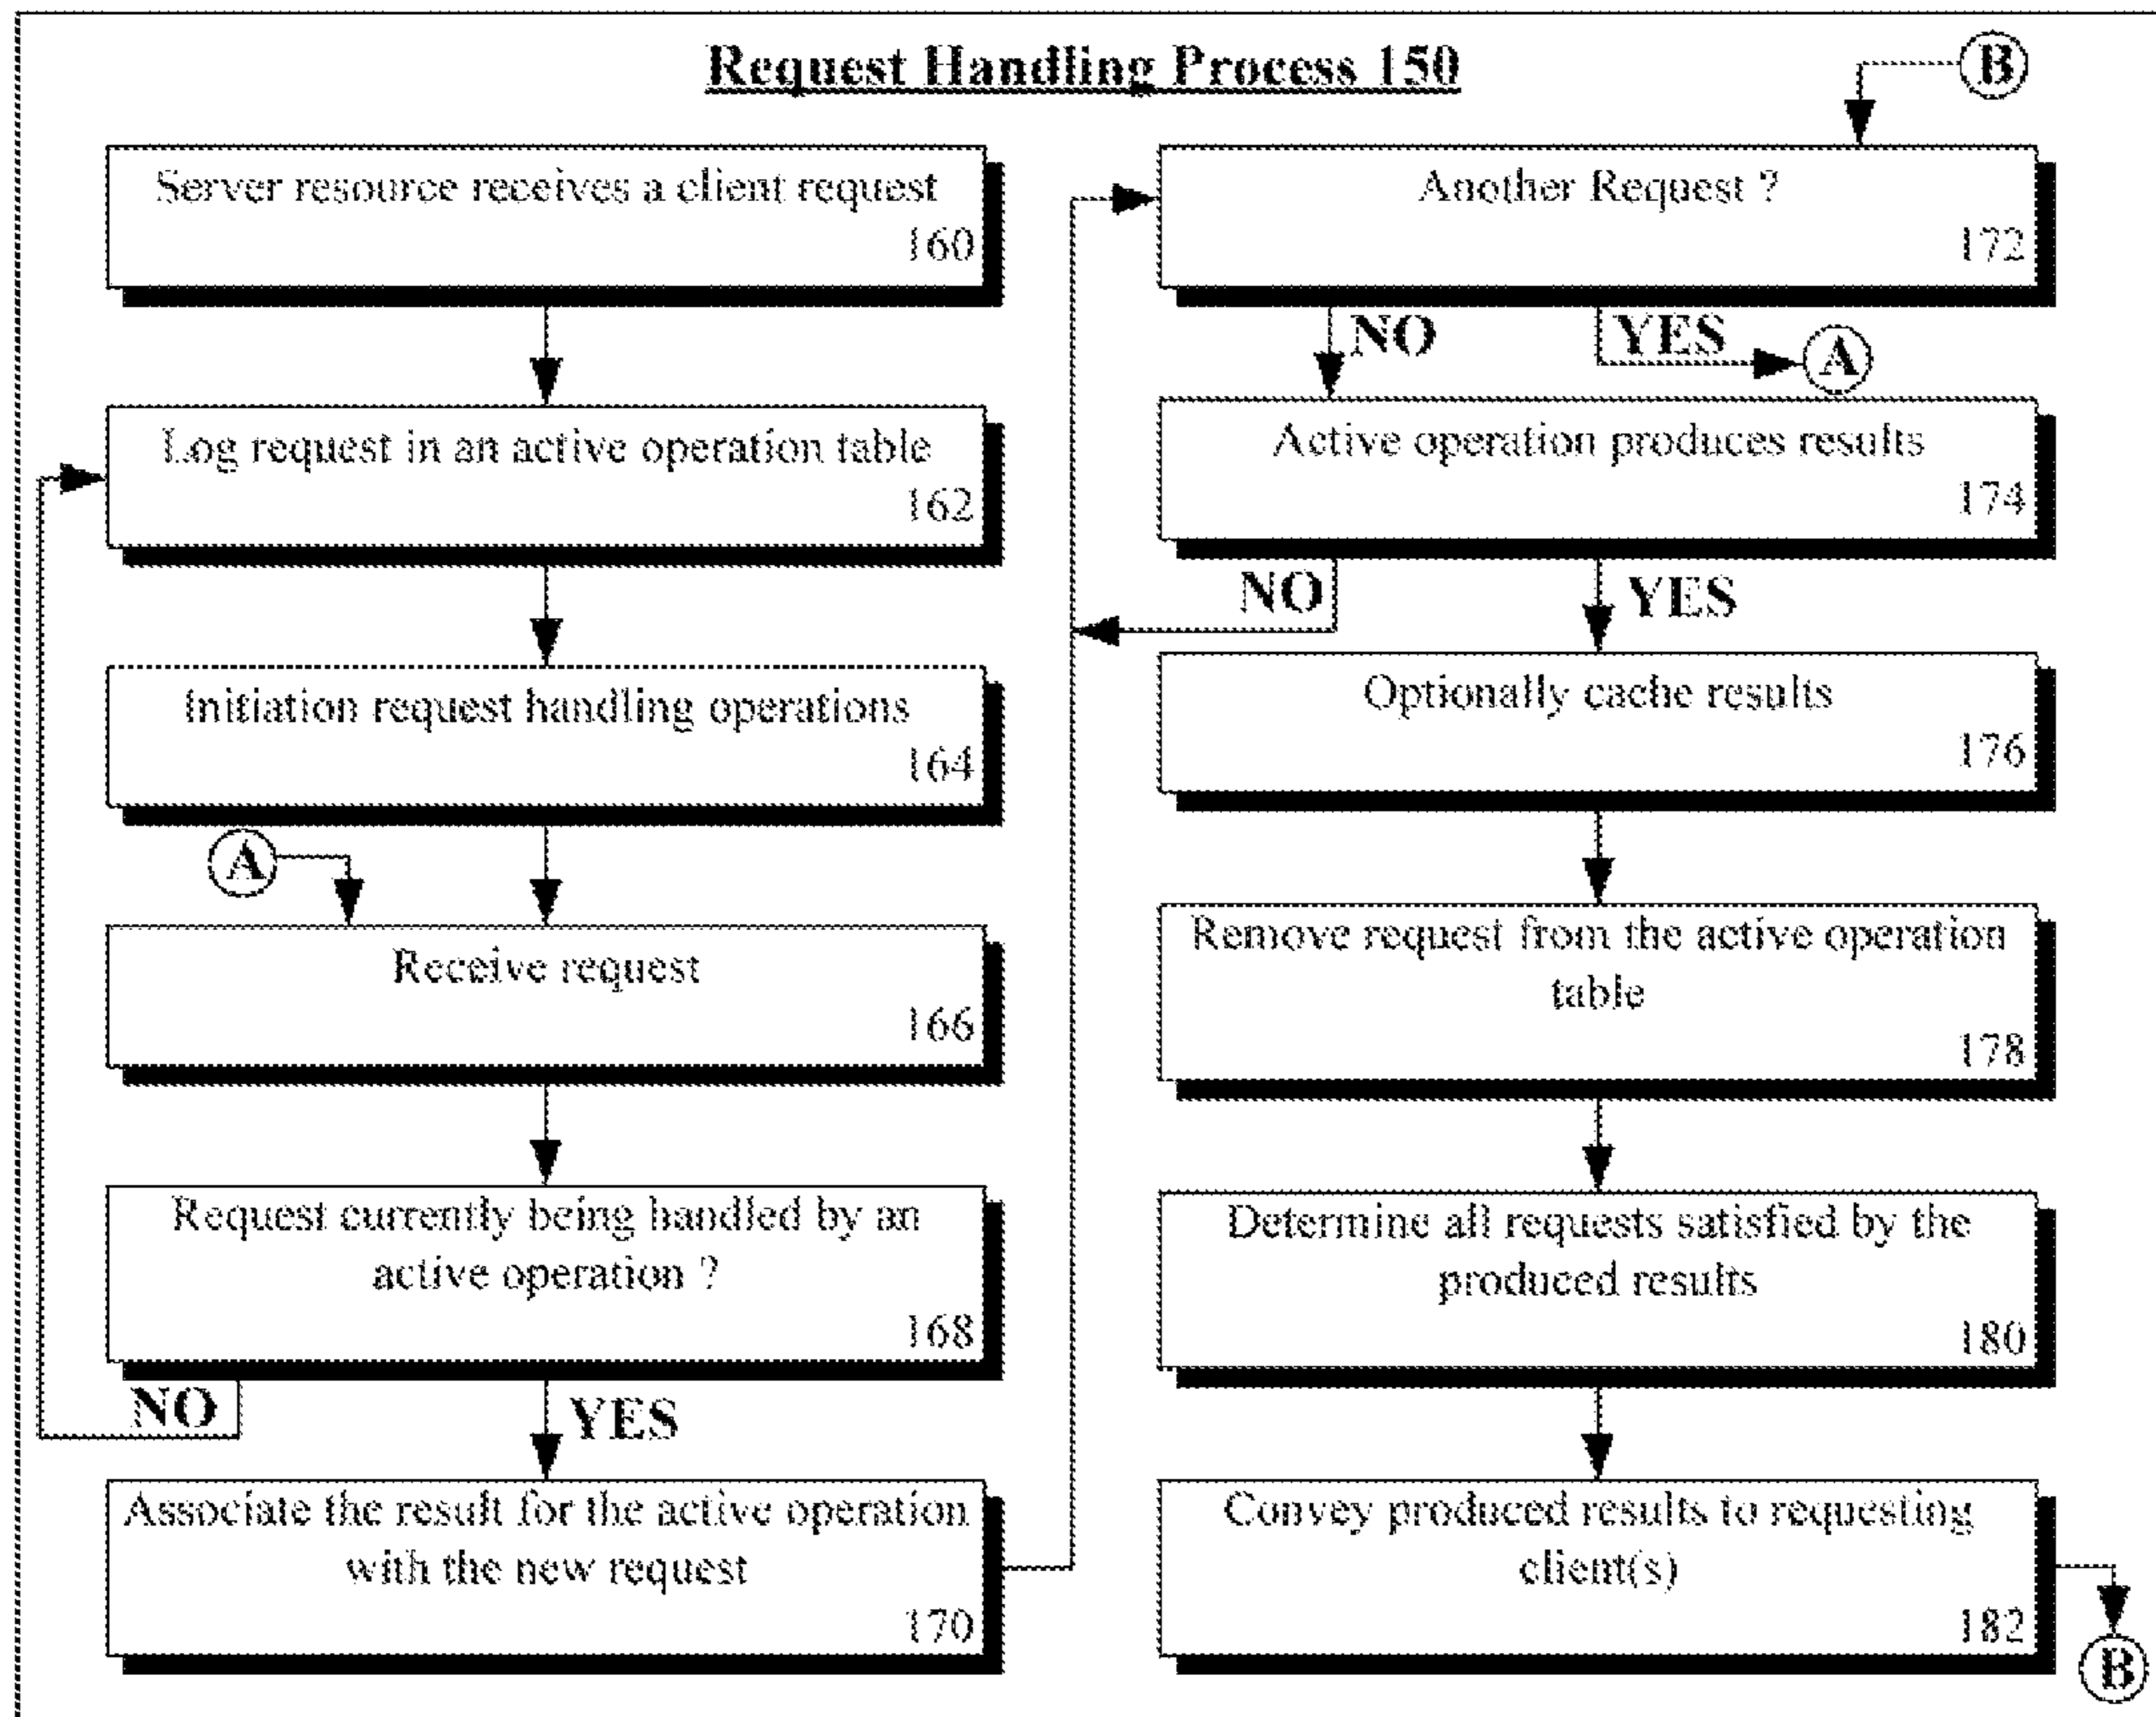 Request Handling Process 150
Server resource receives a client request
160
Log request in an active operation table
162
Initiation request handling operations
164
A
Receive request
166
Request currently being handled by an
active operation ?
168
NO
YES
Associate the result for the active operation
with the new request
170
B
Another Request ?
172
NO
YES
A
Active operation produces results
174
NO
YES
Optionally cache results
176
Remove request from the active operation
table
178
Determine all requests satisfied by the
produced results
180
Convey produced results to requesting
client(s)
182
B